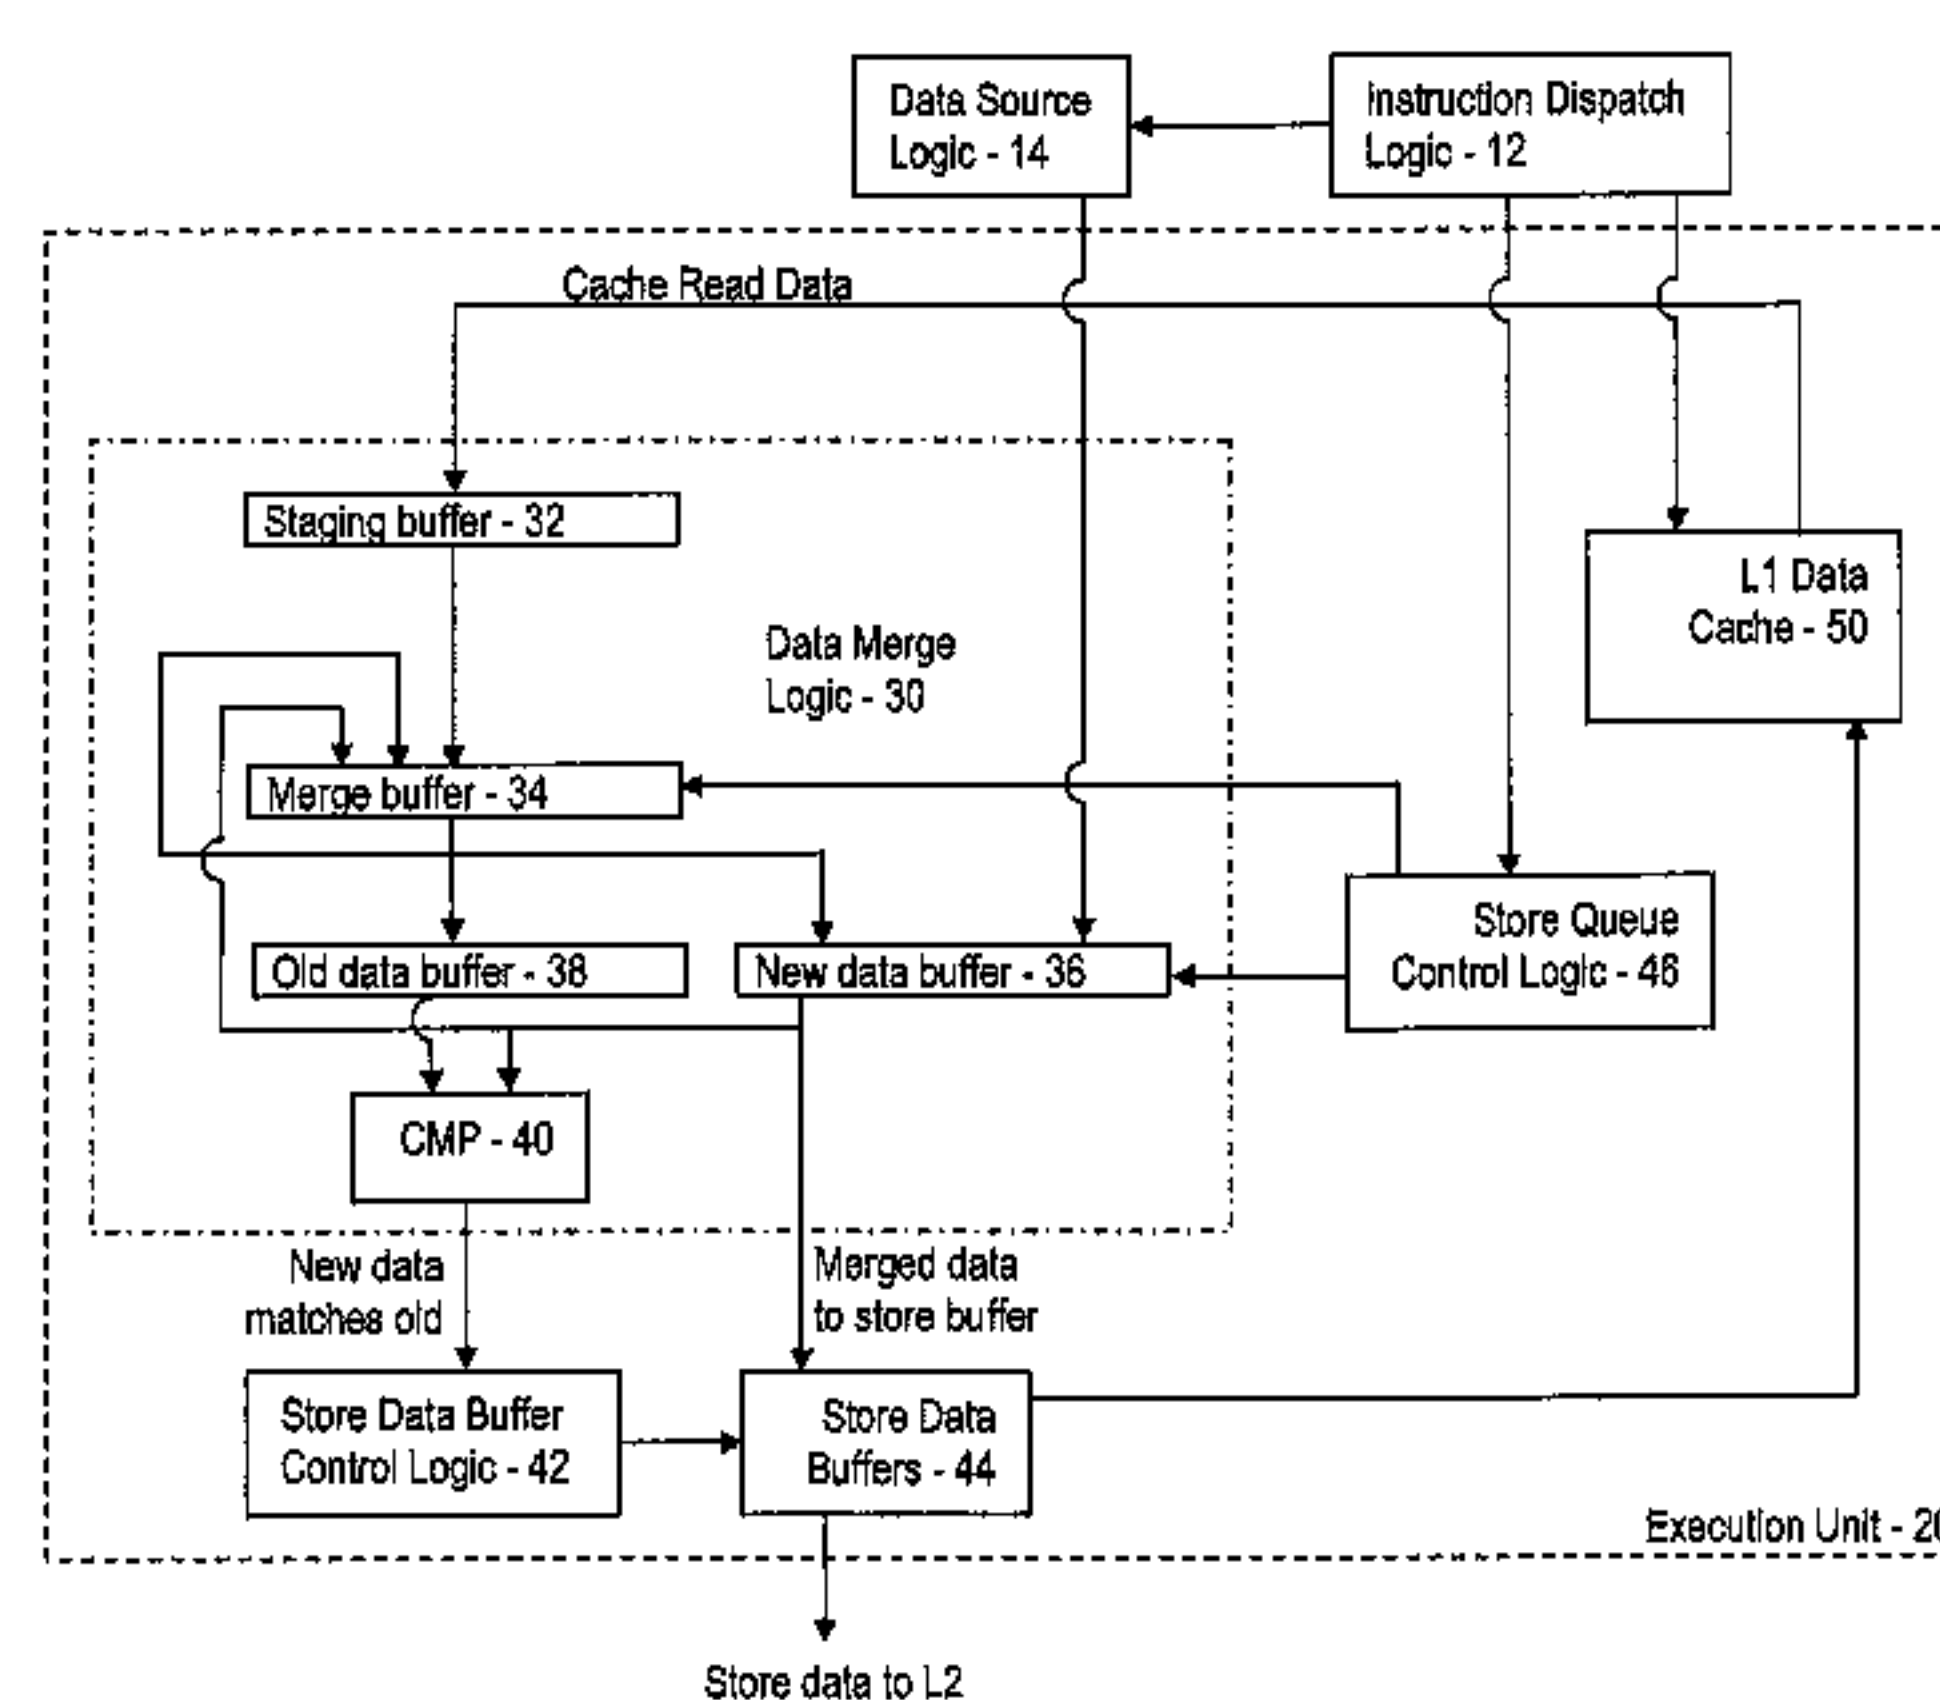 Data Source
Logic - 14
Instruction Dispatch
Logic - 12
Cache Read Data
Staging buffer - 32
L1 Data
Cache - 50
Data Merge
Logic - 30
Merge buffer - 34
Store Queue
Control Logic - 46
Old data buffer - 38
New data buffer - 36
CMP - 40
New data
matches old
Merged data
to store buffer
Store Data Buffer
Control Logic - 42
Store Data
Buffers - 44
Execution Unit - 20
Store data to L2